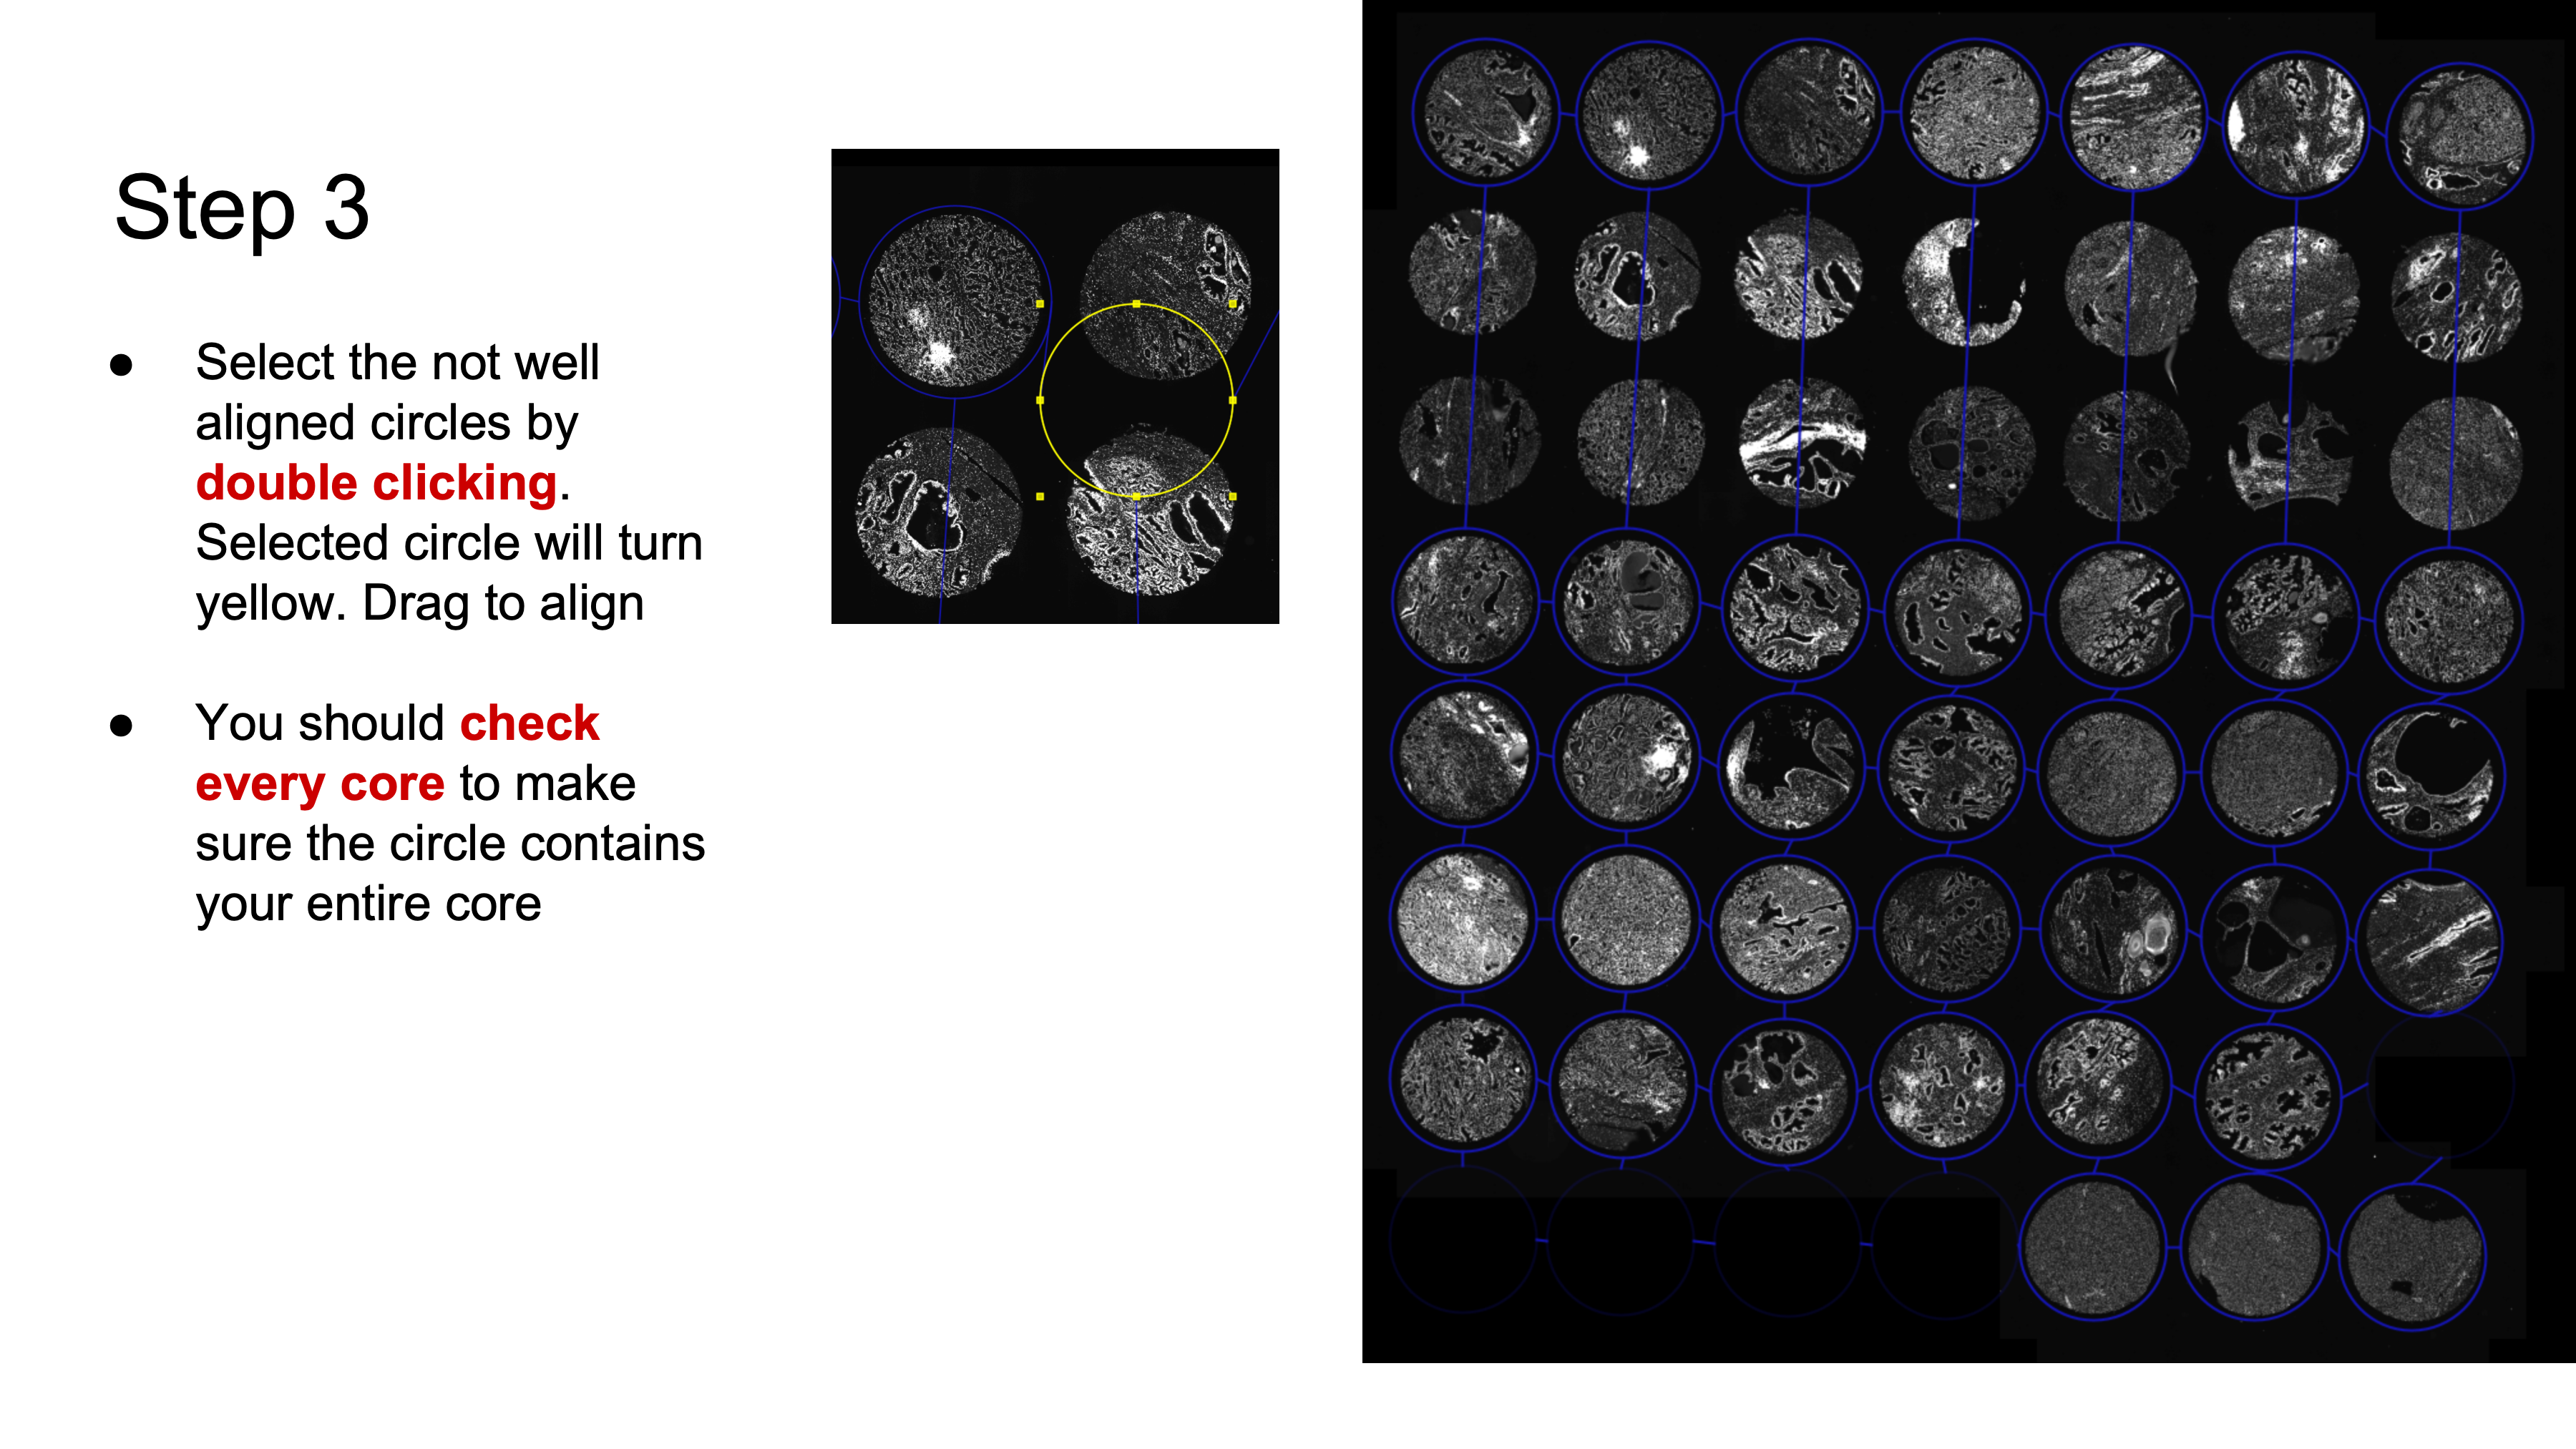 Step 3
● Select the not well
aligned circles by
double clicking.
Selected circle will turn
yellow. Drag to align
● You should check
every core to make
sure the circle contains
your entire core